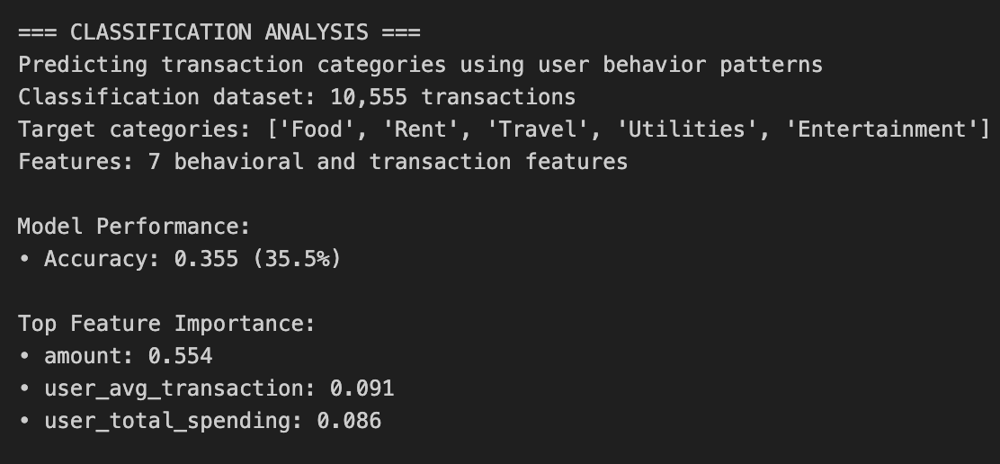 === CLASSIFICATION ANALYSIS ===
Predicting transaction categories using user behavior patterns
Classification dataset: 10,555 transactions
Target categories: ['Food', 'Rent', 'Travel', 'Utilities', 'Entertainment']
Features: 7 behavioral and transaction features
Model Performance:
• Accuracy: 0.355 (35.5%)
Top Feature Importance:
• amount: 0.554
• user_avg_transaction: 0.091
• user_total_spending: 0.086